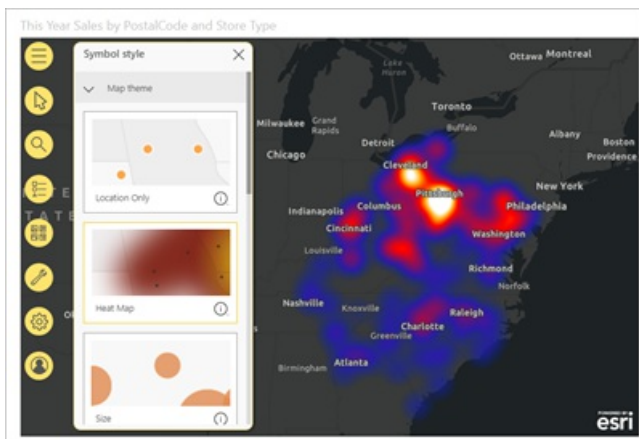 This Year Sales by PostalCode and Store Type
Symbol style
Map theme
Location Only
Heat Map
Size
Lake
Huron
Ottawa Montreal
Toronto
Milwaukee
Grand
Rapids
Buffalo
Albany
Boston
Detroit
Chicago
Providence
Cleveland
Pittsburgh
New York
Columbus
Philadelphia
Indianapolis
Cincinnati
Washington
Louisville
Richmond
Norfolk
Nashville
Knoxville
Raleigh
Charlotte
Greenville
Birmingham
Atlanta
POWERED BY
esri